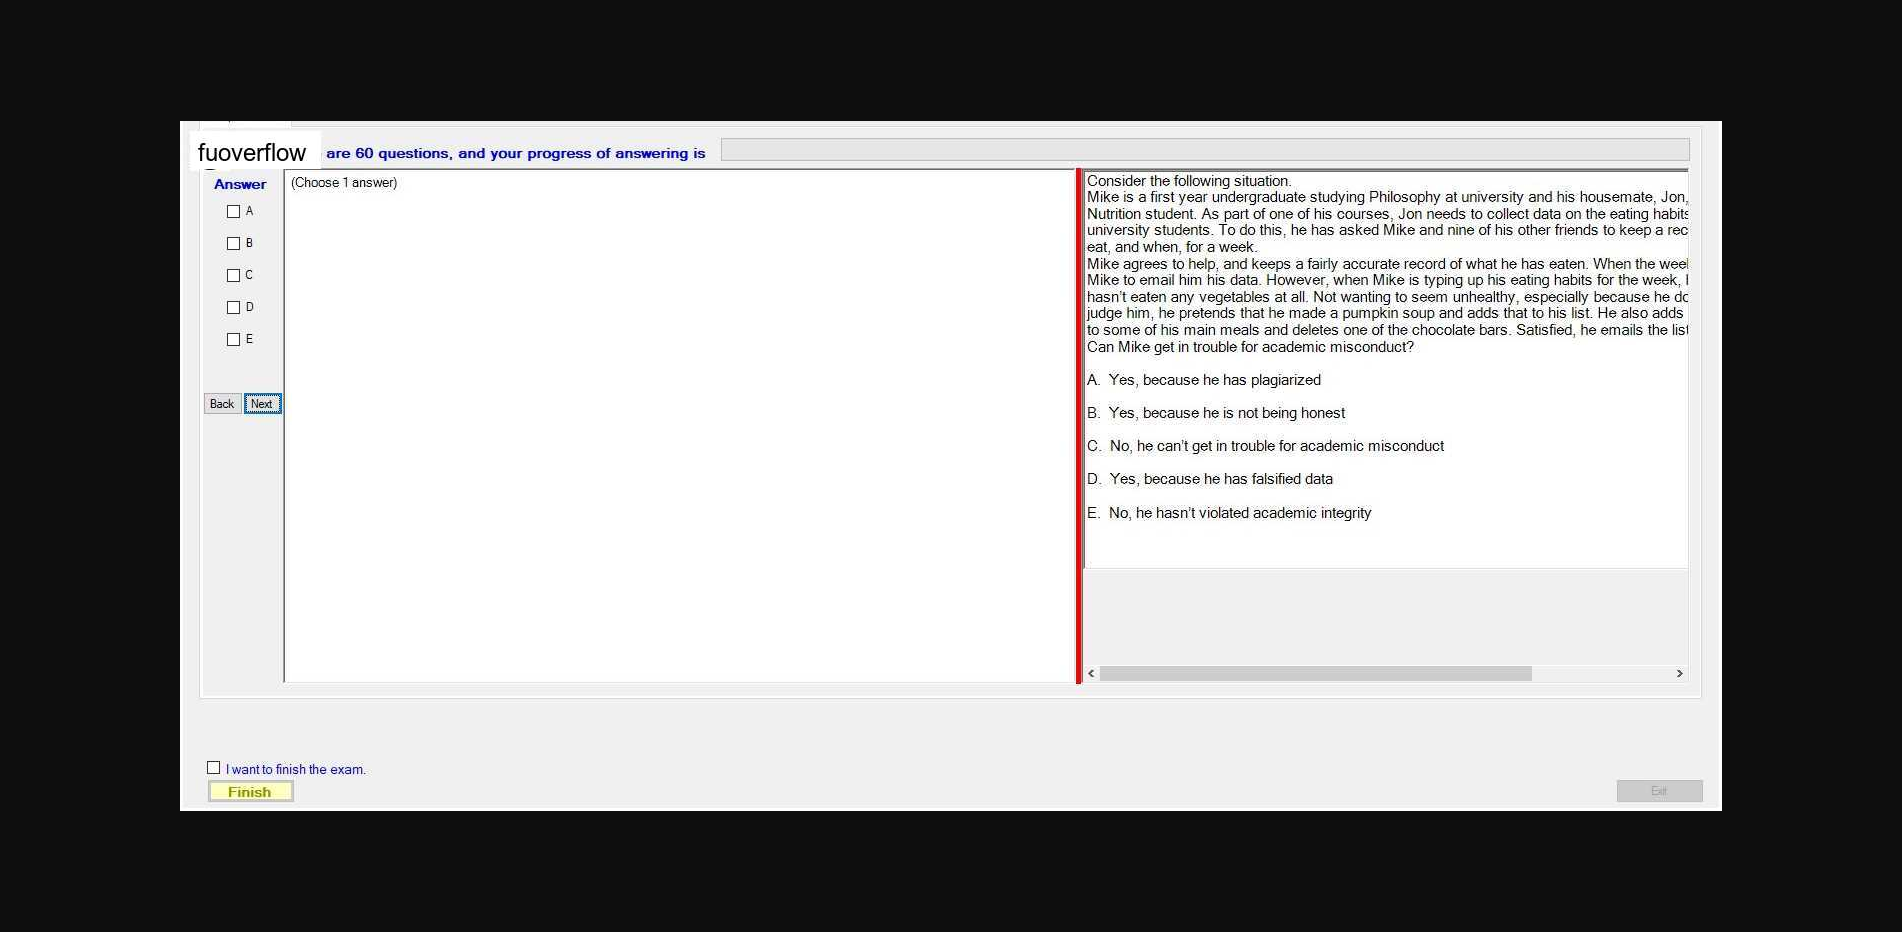 fuoverflow are 60 questions, and your progress of answering is
Answer
(Choose 1 answer)
A
B
C
D
E
Back Next
Consider the following situation.
Mike is a first year undergraduate studying Philosophy at university and his housemate, Jon,
Nutrition student. As part of one of his courses, Jon needs to collect data on the eating habits
university students. To do this, he has asked Mike and nine of his other friends to keep a rec
eat, and when, for a week.
Mike agrees to help, and keeps a fairly accurate record of what he has eaten. When the weel
Mike to email him his data. However, when Mike is typing up his eating habits for the week,
hasn't eaten any vegetables at all. Not wanting to seem unhealthy, especially because he do
judge him, he pretends that he made a pumpkin soup and adds that to his list. He also adds
to some of his main meals and deletes one of the chocolate bars. Satisfied, he emails the list
Can Mike get in trouble for academic misconduct?
A. Yes, because he has plagiarized
B. Yes, because he is not being honest
C. No, he can't get in trouble for academic misconduct
D. Yes, because he has falsified data
E. No, he hasn't violated academic integrity
I want to finish the exam.
Finish
Exit